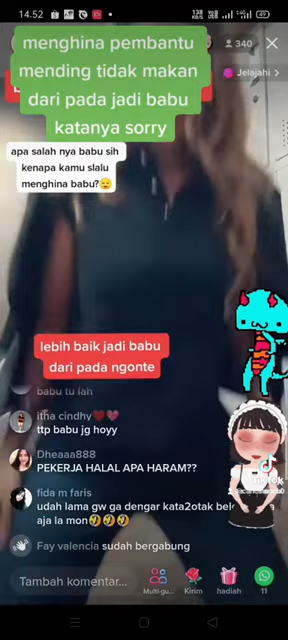 14.52
138
KB/S
49
340
menghina pembantu
mending tidak makan
dari pada jadi babu
katanya sorry
Jelajahi >
apa salah nya babu sih
kenapa kamu slalu
menghina babu?😔
lebih baik jadi babu
dari pada ngonte
babu tu lah
itha cindhy❤️💗
ttp babu jg hoyy
Dheaaa888
PEKERJA HALAL APA HARAM??
fida m faris
udah lama gw ga dengar kata2otak
aja la mon🤣🤣🤣
TikTok
Fay valencia sudah bergabung
Tambah komentar...
Multi-gu...
Kirim
hadiah
11